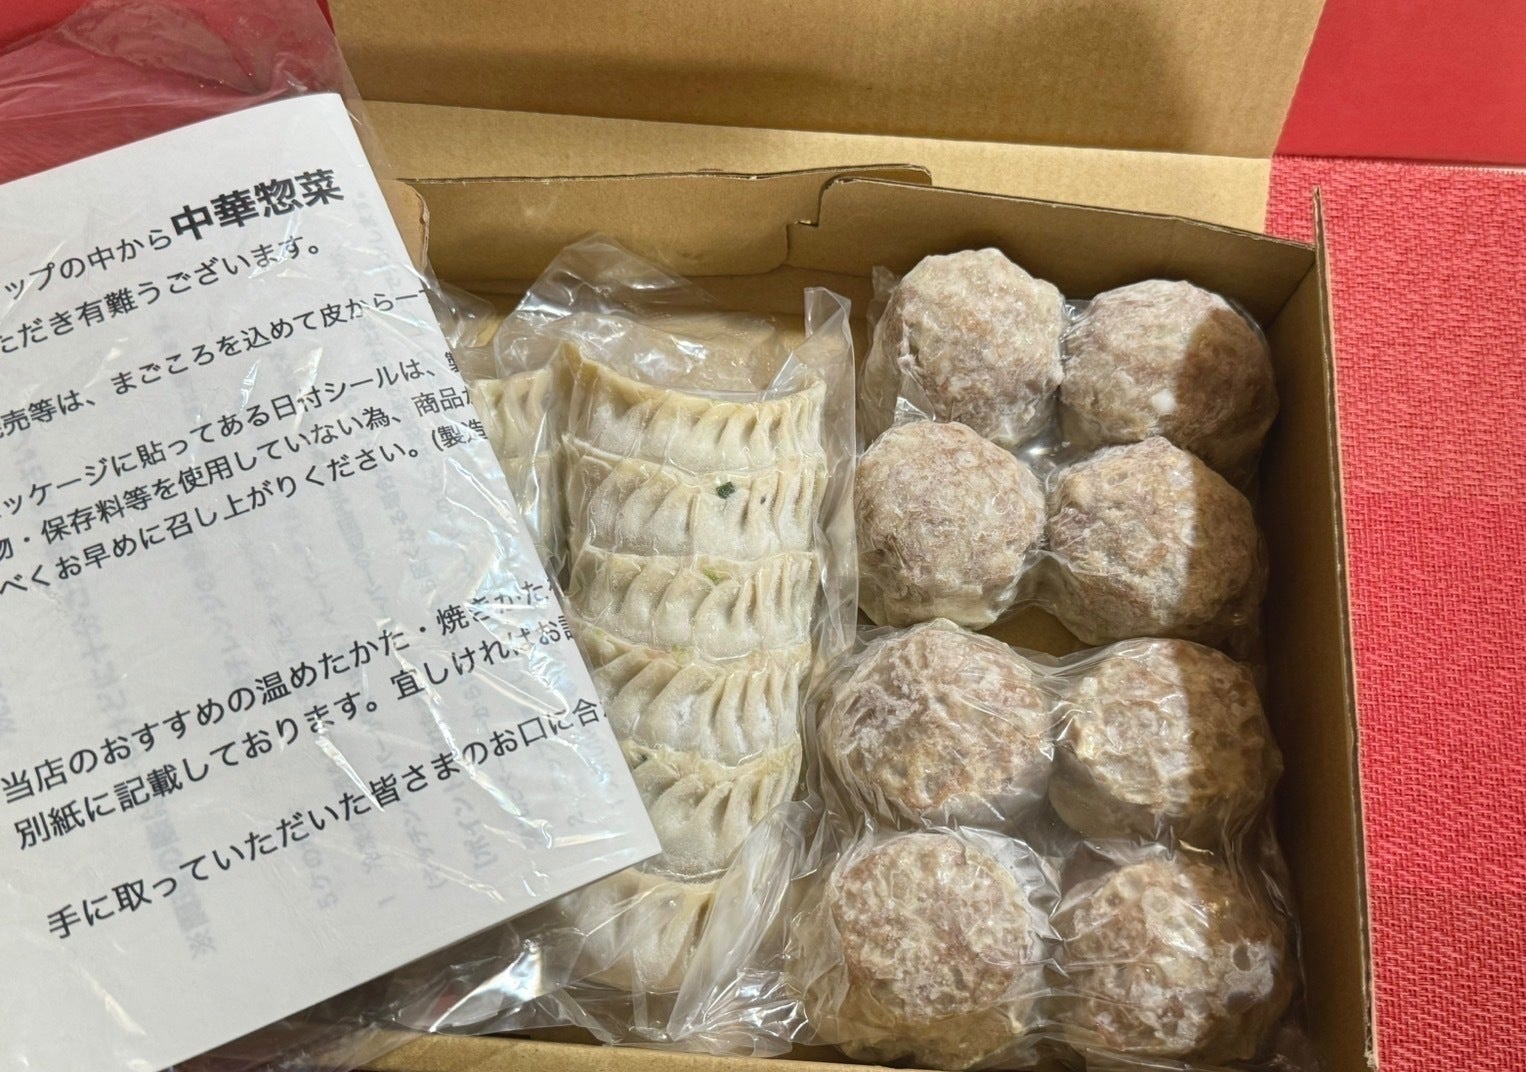 ップの中から中華惣菜
ただき有難うございます。
売等は、まごころを込めて皮から一つ
ッケージに貼ってある日付シールは、製
物・保存料等を使用していない為、商品が
べくお早めに召し上がりください。(製造
当店のおすすめの温めたかた・焼きかた
別紙に記載しております。宜しければお試
手に取っていただいた皆さまのお口に合